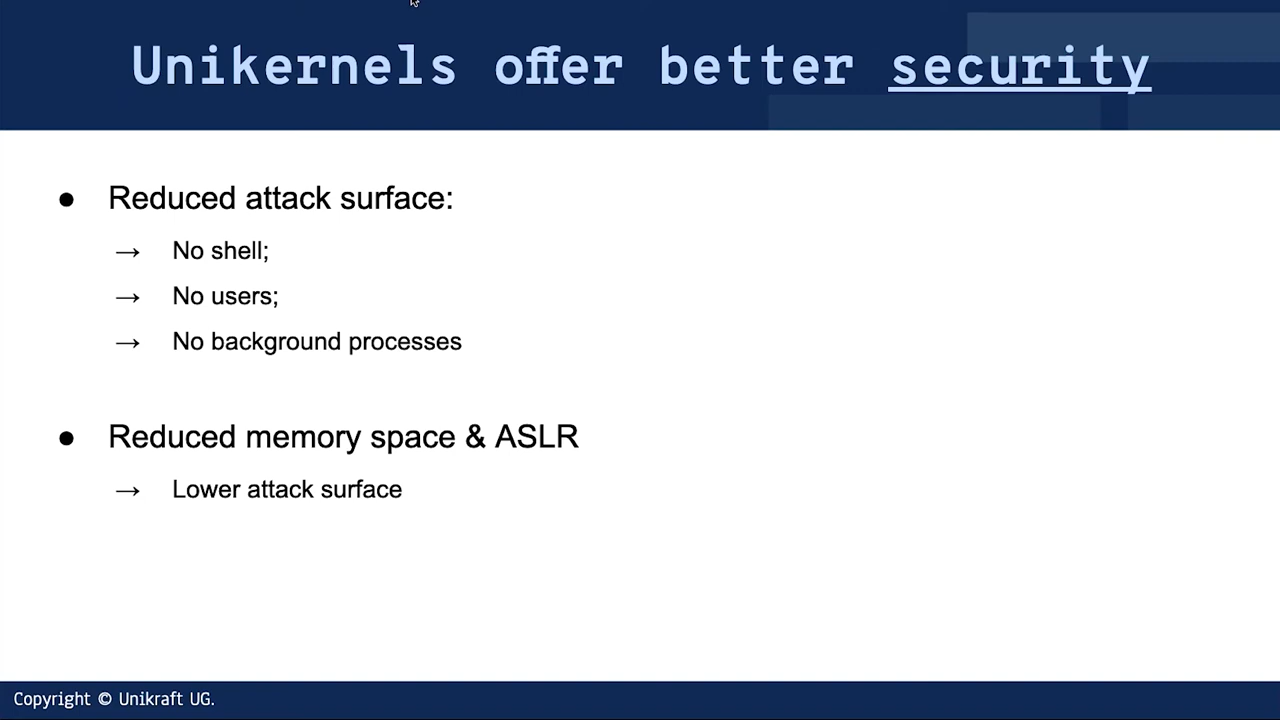 Unikernels offer better security
● Reduced attack surface:
→ No shell;
→ No users;
→ No background processes
● Reduced memory space & ASLR
→ Lower attack surface
Copyright © Unikraft UG.